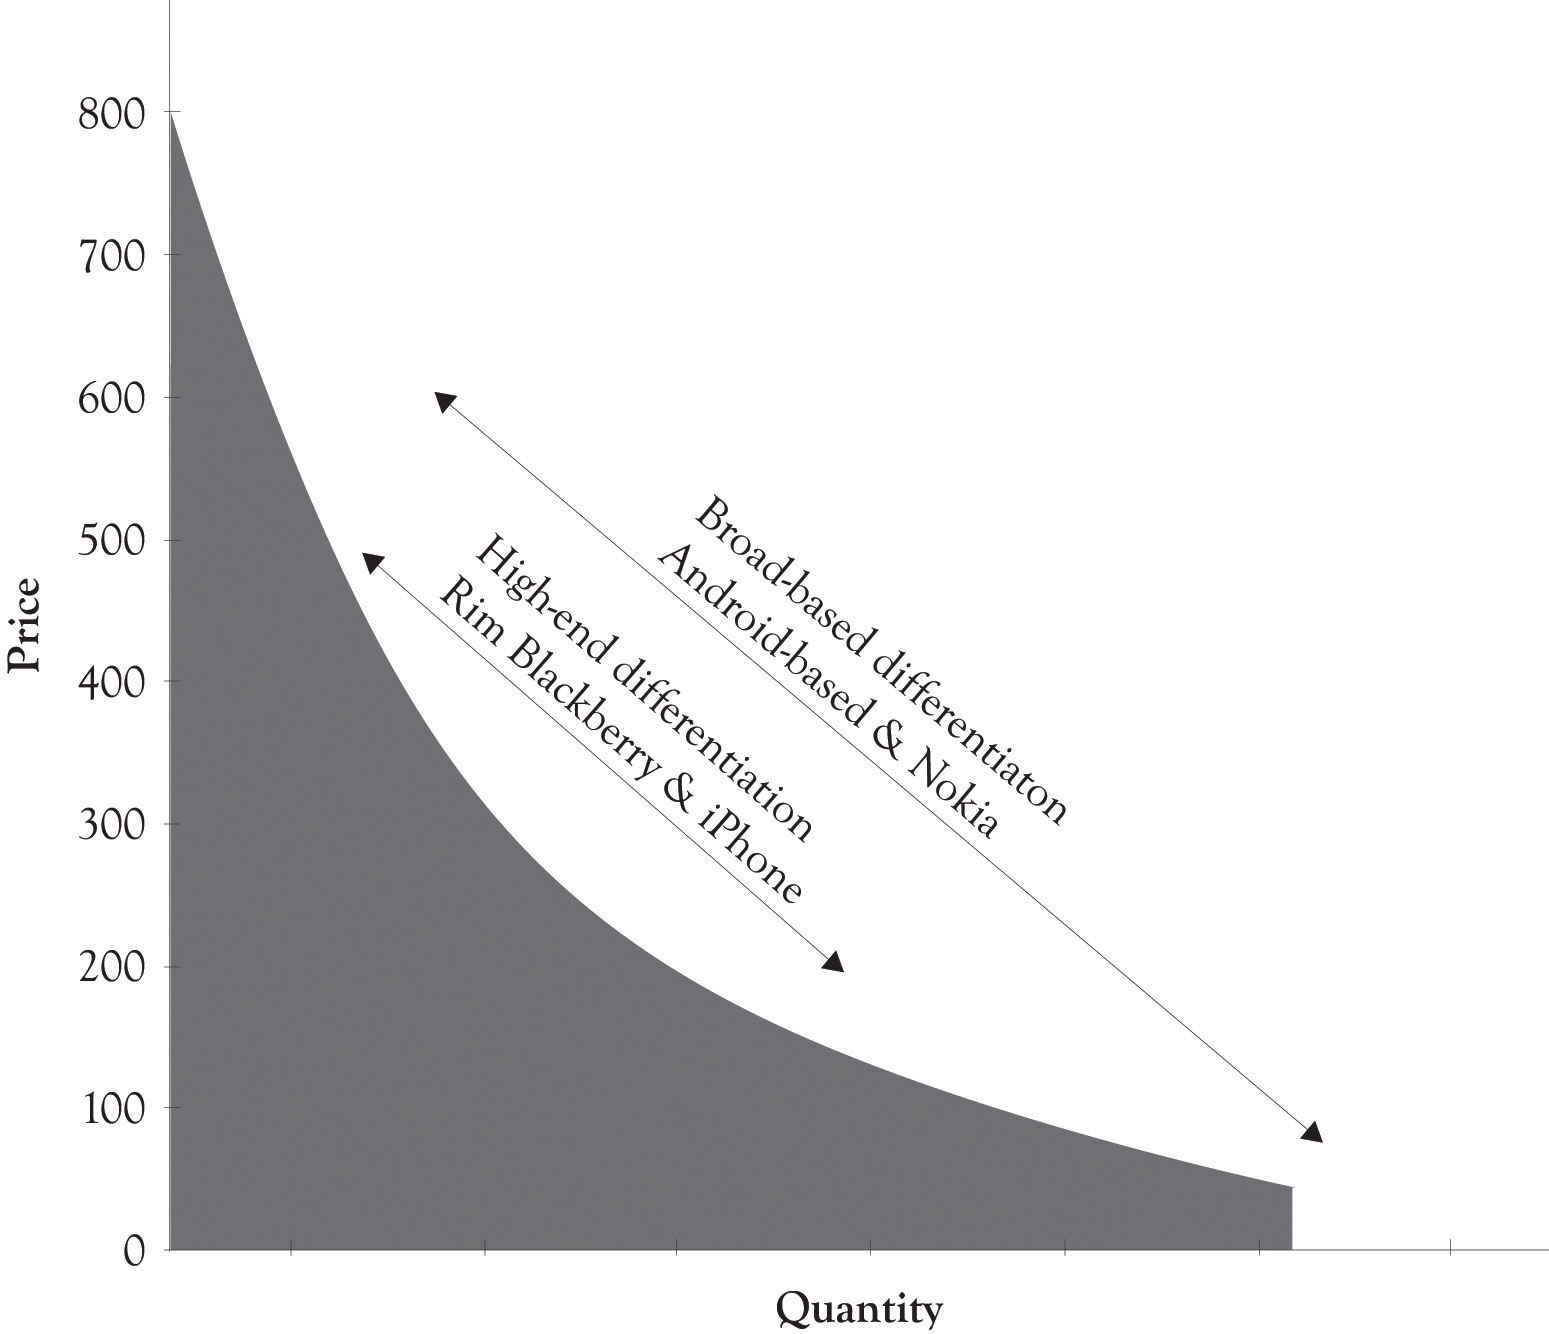 800
700
600
500
400
300
200
100
0
Price
Broad-based differentiaton
Android-based & Nokia
High-end differentiation
Rim Blackberry & iPhone
Quantity